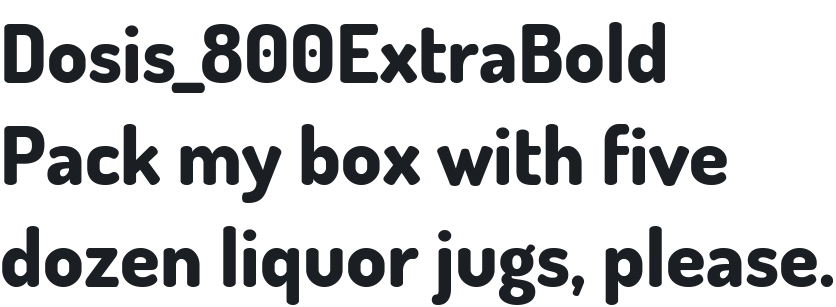 Dosis_800ExtraBold
Pack my box with five
dozen liquor jugs, please.